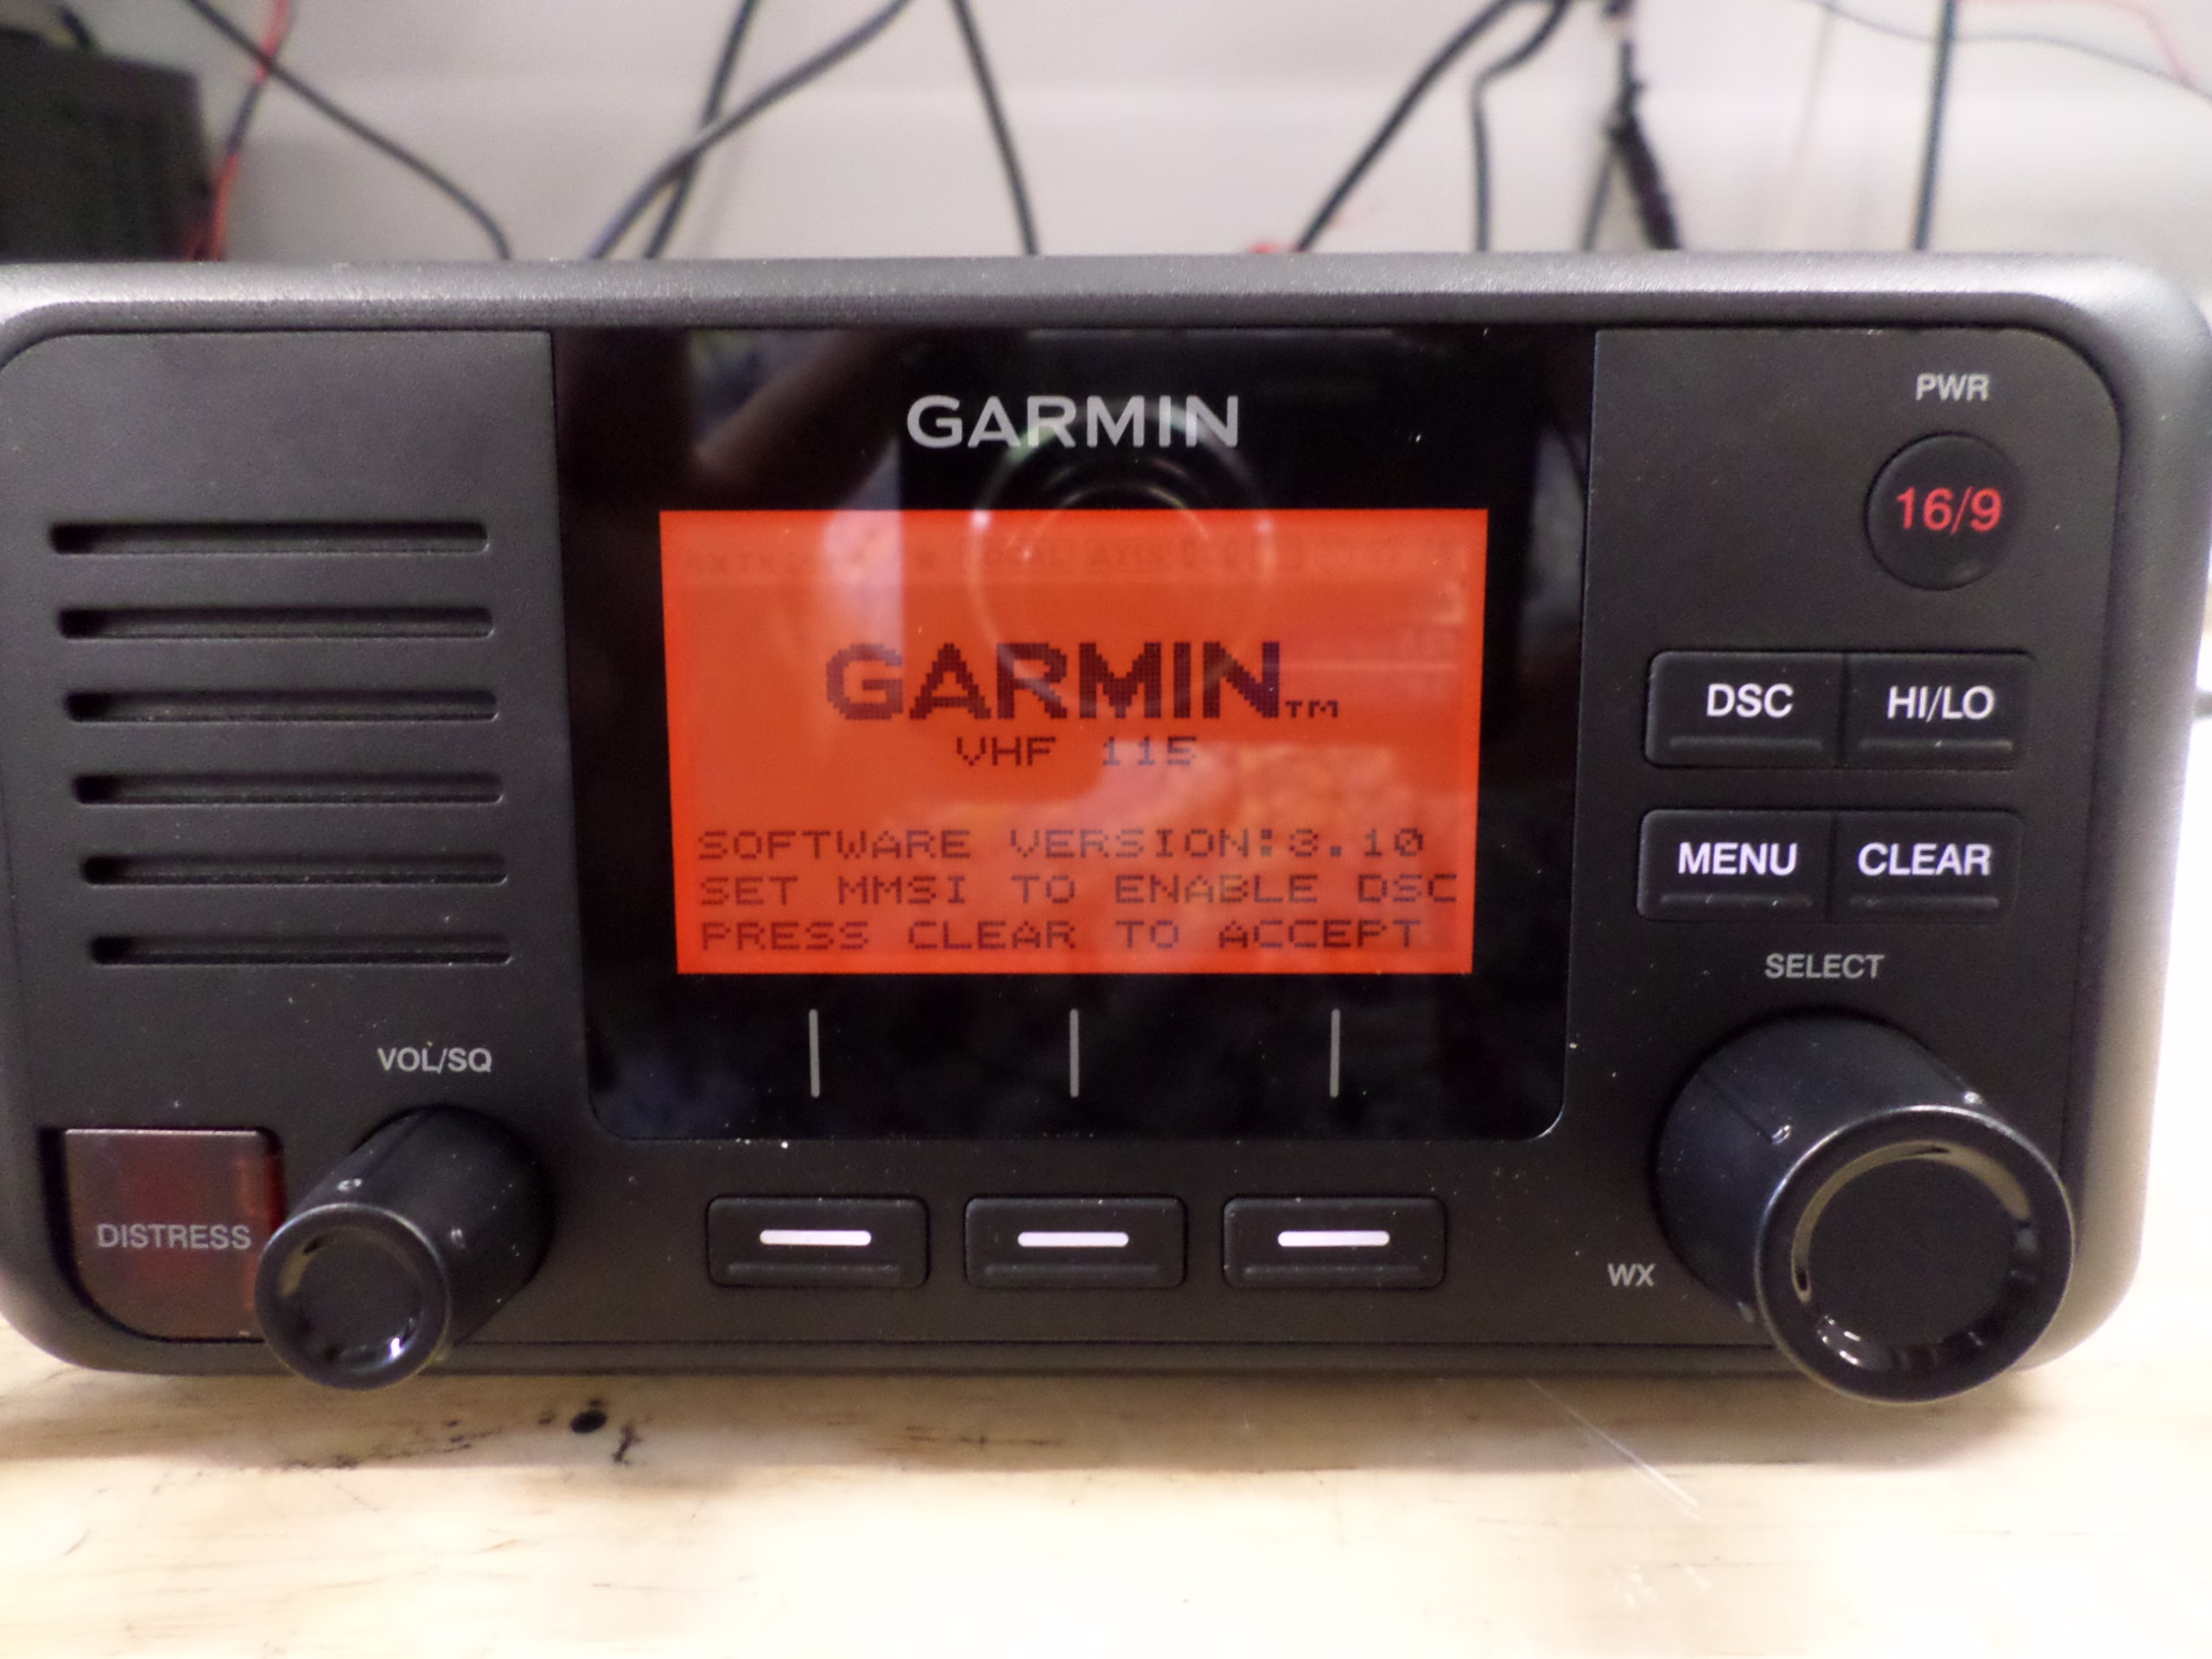 GARMIN
PWR
16/9
GARMIN™
VHF 115
DSC
HI/LO
SOFTWARE VERSION:3.10
SET MMSI TO ENABLE DSC
PRESS CLEAR TO ACCEPT
MENU
CLEAR
SELECT
VOL/SQ
DISTRESS
WX